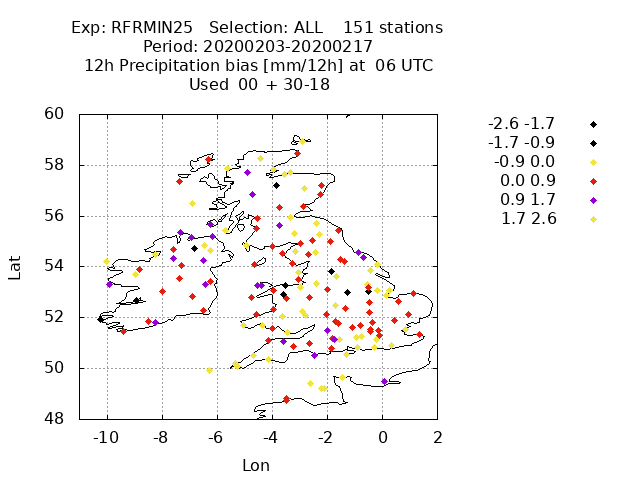 Exp: RFRMIN25 Selection: ALL 151 stations
Period: 20200203-20200217
12h Precipitation bias [mm/12h] at 06 UTC
Used 00 + 30-18
60
58
56
54
52
50
48
Lat
-10 -8 -6 -4 -2 0 2
Lon
-2.6 -1.7
-1.7 -0.9
-0.9 0.0
0.0 0.9
0.9 1.7
1.7 2.6